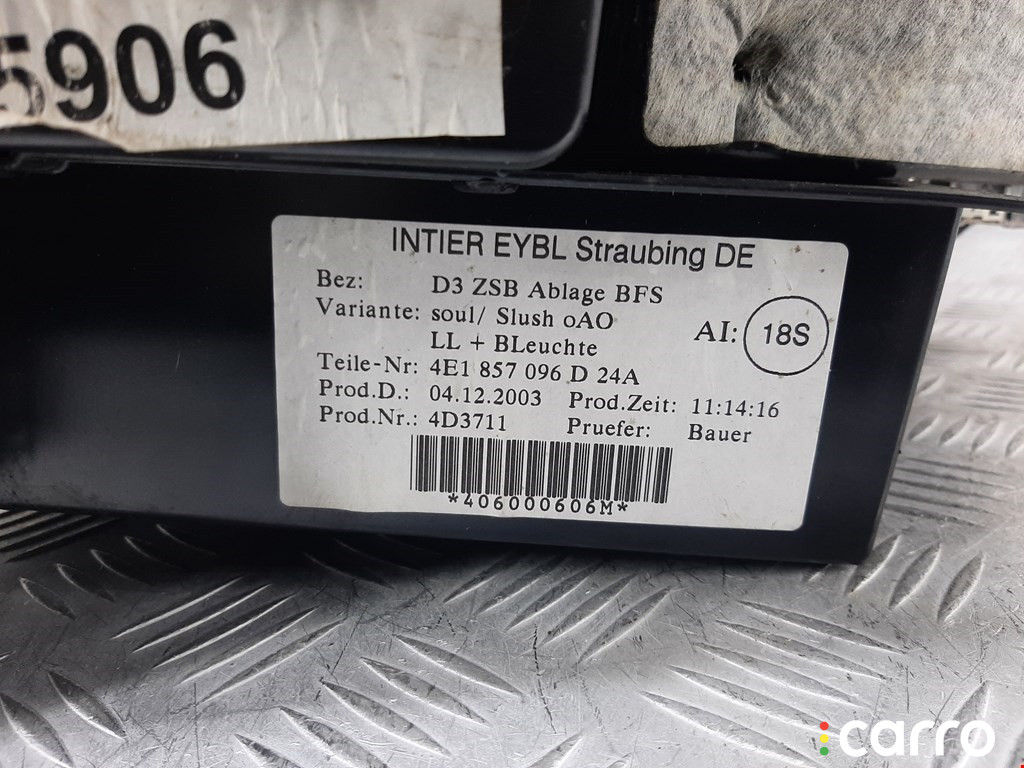 5906
INTIER EYBL Straubing DE
Bez: D3 ZSB Ablage BFS
Variante: soul/ Slush oAO
LL + BLeuchte
AI: 18S
Teile-Nr: 4E1 857 096 D 24A
Prod.D.: 04.12.2003 Prod.Zeit: 11:14:16
Prod.Nr.: 4D3711 Pruefer: Bauer
*406000606M*
carro